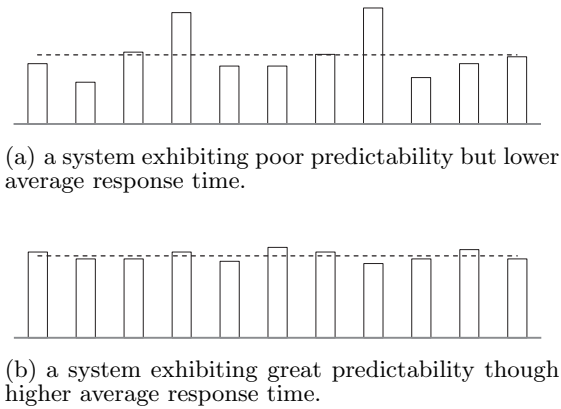 (a) a system exhibiting poor predictability but lower
average response time.
(b) a system exhibiting great predictability though
higher average response time.